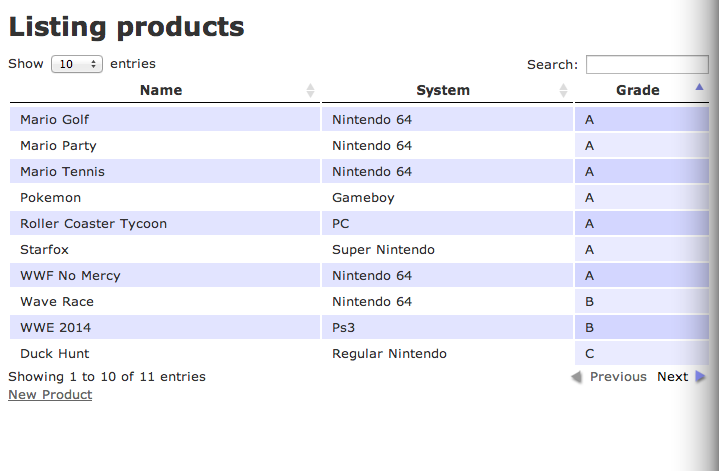 Listing products
Show 10 entries Search:
Name System Grade
Mario Golf Nintendo 64 A
Mario Party Nintendo 64 A
Mario Tennis Nintendo 64 A
Pokemon Gameboy A
Roller Coaster Tycoon PC A
Starfox Super Nintendo A
WWF No Mercy Nintendo 64 A
Wave Race Nintendo 64 B
WWE 2014 Ps3 B
Duck Hunt Regular Nintendo C
Showing 1 to 10 of 11 entries Previous Next
New Product